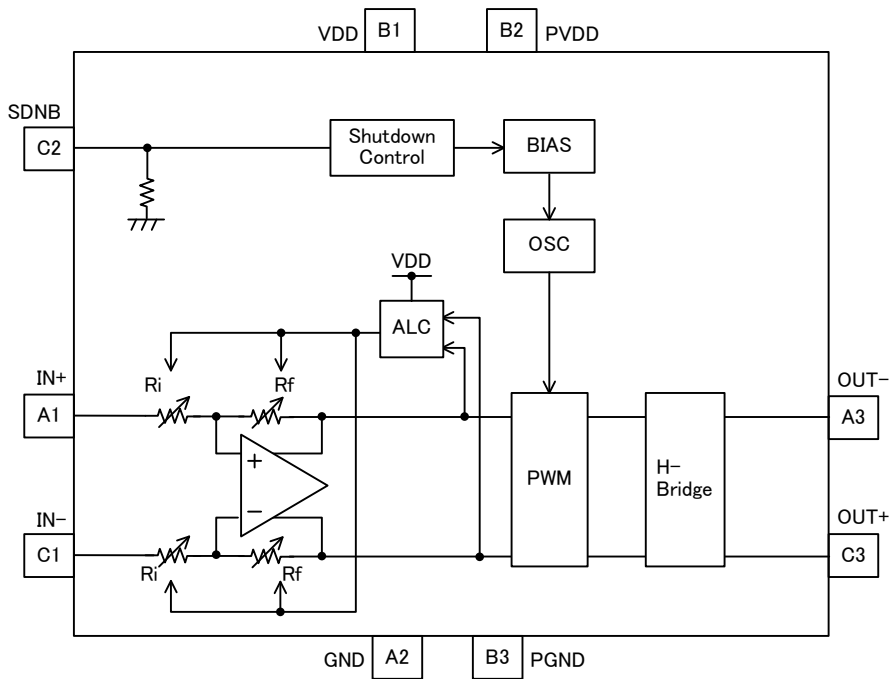 VDD B1 B2 PVDD
SDNB
C2
Shutdown
Control
BIAS
OSC
VDD
ALC
IN+
Ri
Rf
OUT-
A1
A3
+
PWM
H-
Bridge
IN-
−
OUT+
C1
Ri
Rf
C3
GND A2 B3 PGND